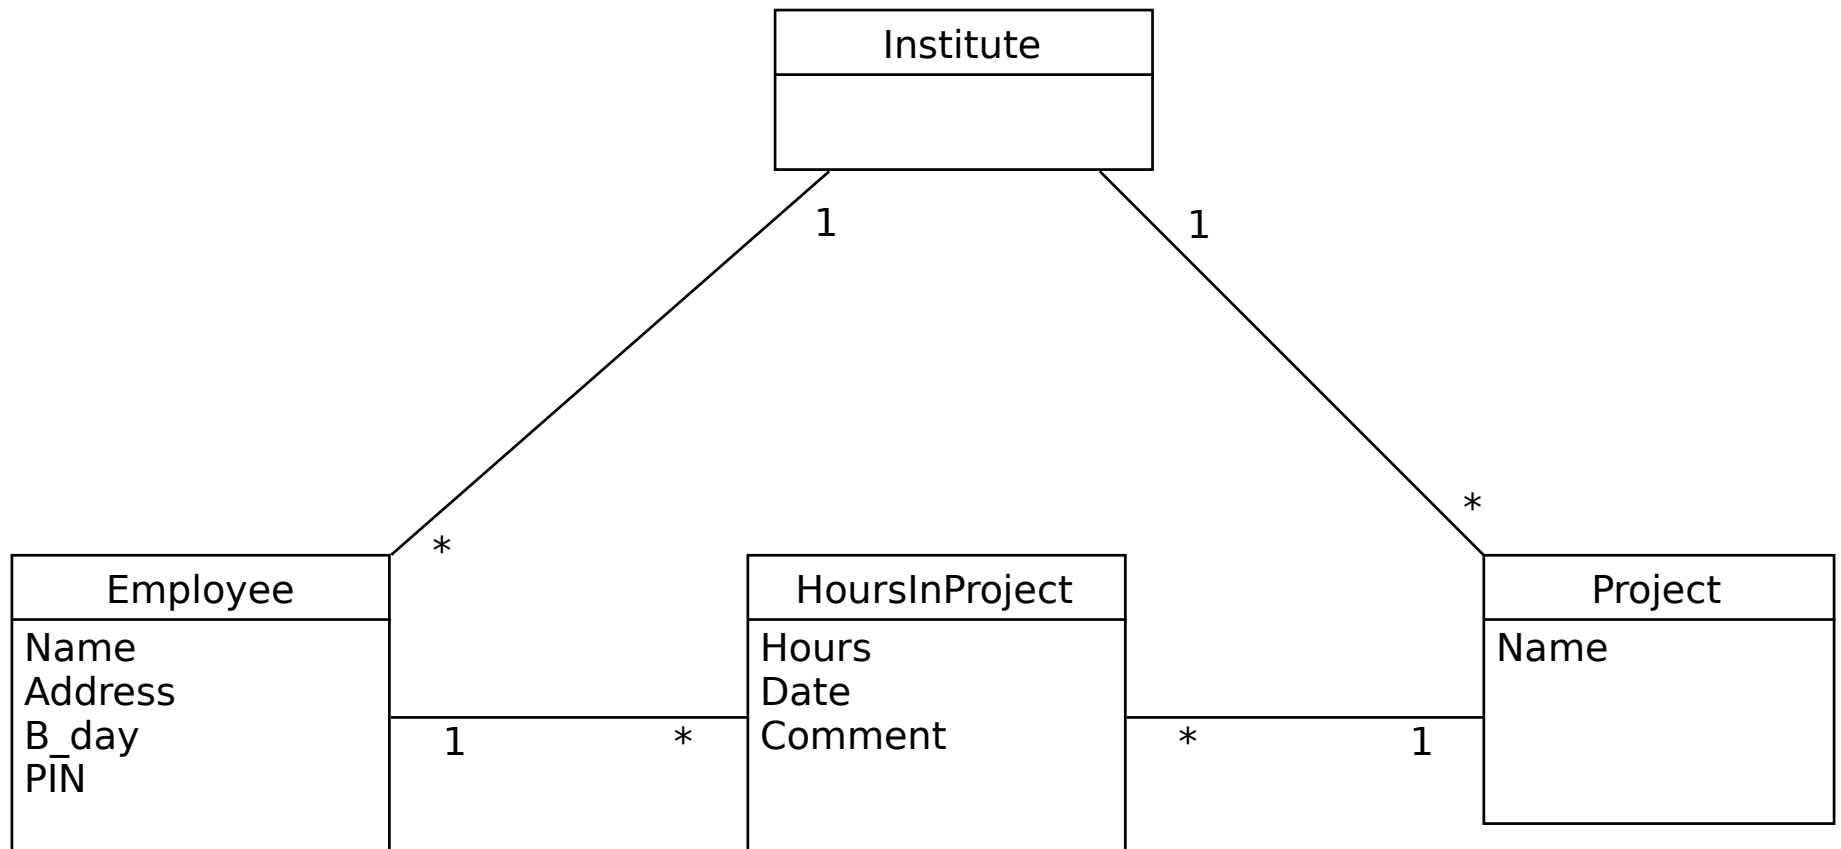 Institute
1
1
*
*
Employee
HoursInProject
Project
Name
Address
B_day
PIN
Hours
Date
Comment
Name
1
*
*
1